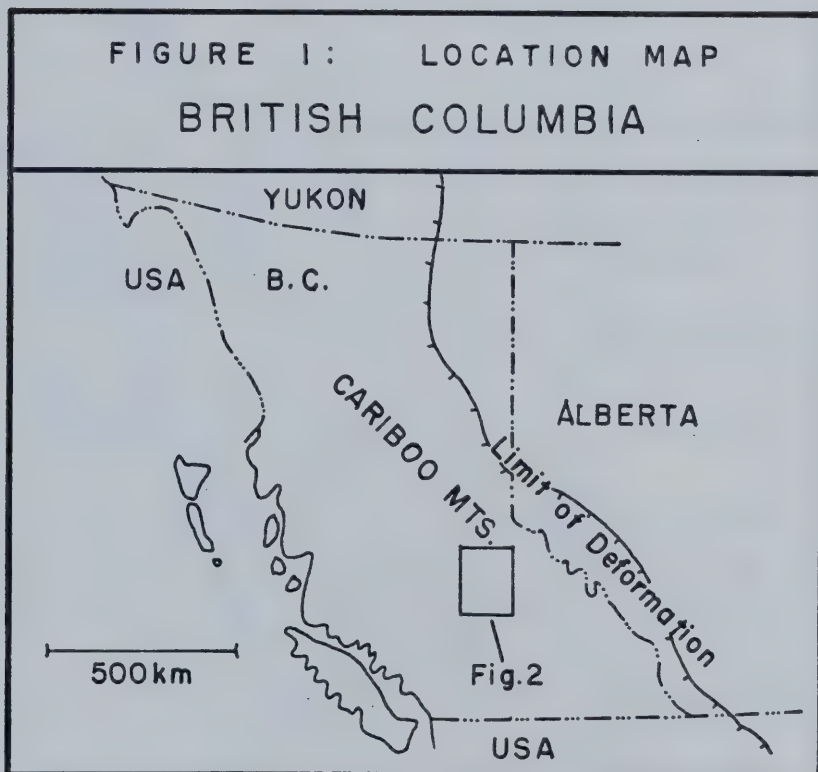 FIGURE 1: LOCATION MAP
BRITISH COLUMBIA
YUKON
USA
B.C.
CARIBOO MTS.
ALBERTA
Limit of Deformation
500km
Fig.2
USA